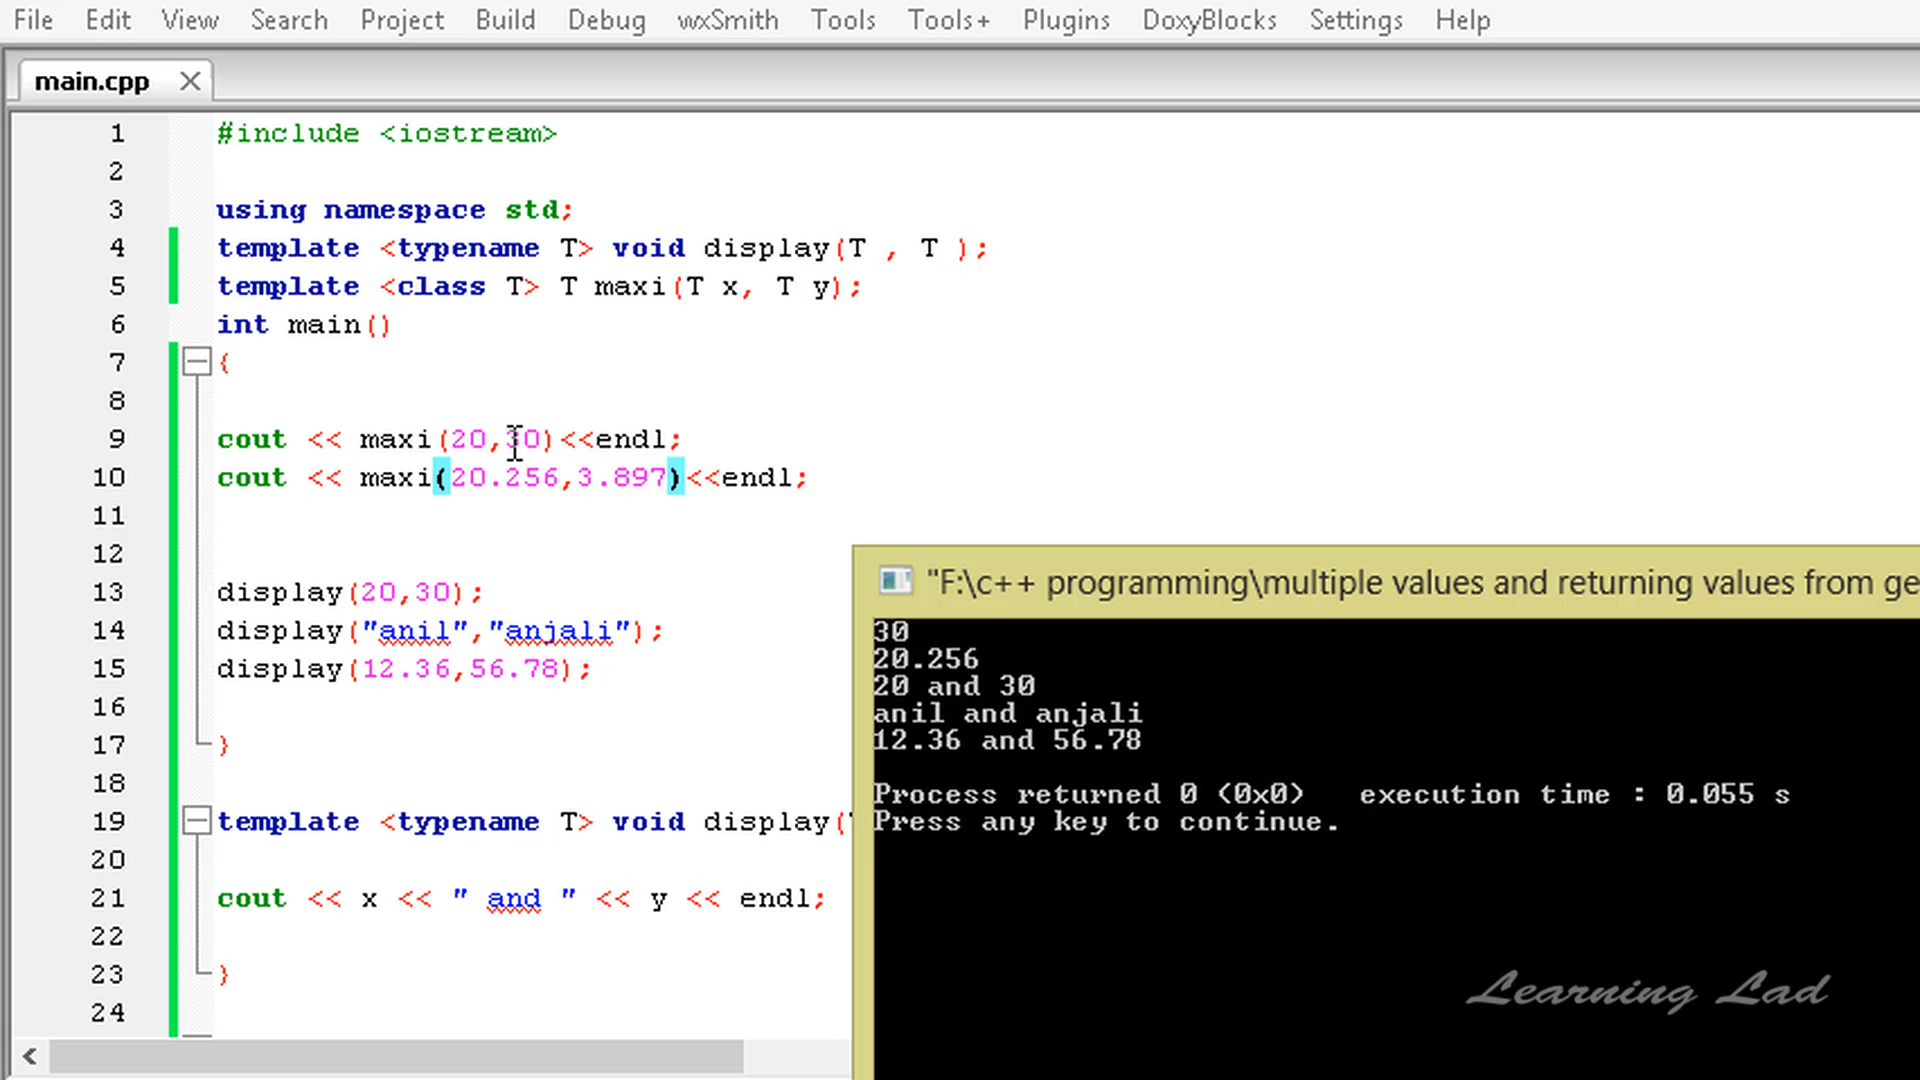 File Edit View Search Project Build Debug wxSmith Tools Tools+ Plugins DoxyBlocks Settings Help
main.cpp
1 #include <iostream>
2
3 using namespace std;
4 template <typename T> void display(T , T );
5 template <class T> T maxi(T x, T y);
6 int main()
7 {
8
9 cout << maxi(20,30)<<endl;
10 cout << maxi(20.256,3.897)<<endl;
11
12
13 display(20,30);
14 display("anil","anjali");
15 display(12.36,56.78);
16
17 }
18
19 template <typename T> void display(
20
21 cout << x << " and " << y << endl;
22
23 }
24
"F:\c++ programming\multiple values and returning values from ge
30
20.256
20 and 30
anil and anjali
12.36 and 56.78
Process returned 0 (0x0) execution time : 0.055 s
Press any key to continue.
Learning Lad